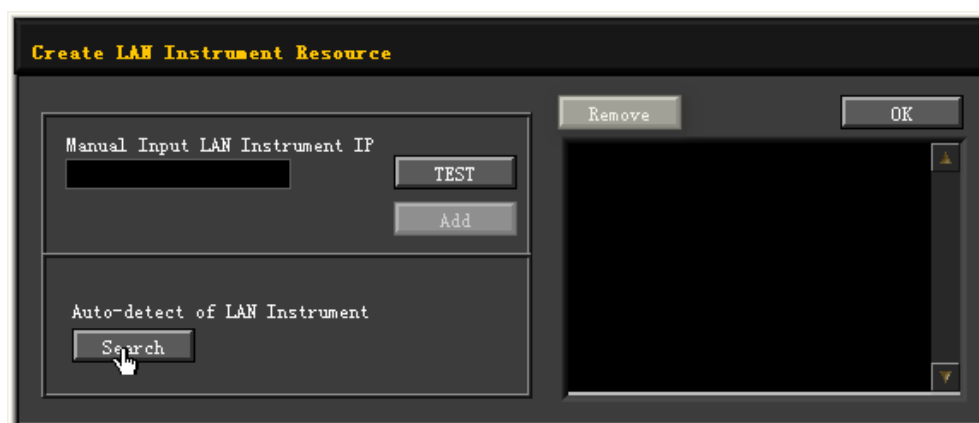 Create LAN Instrument Resource
Remove
OK
Manual Input LAN Instrument IP
TEST
Add
Auto-detect of LAN Instrument
Search